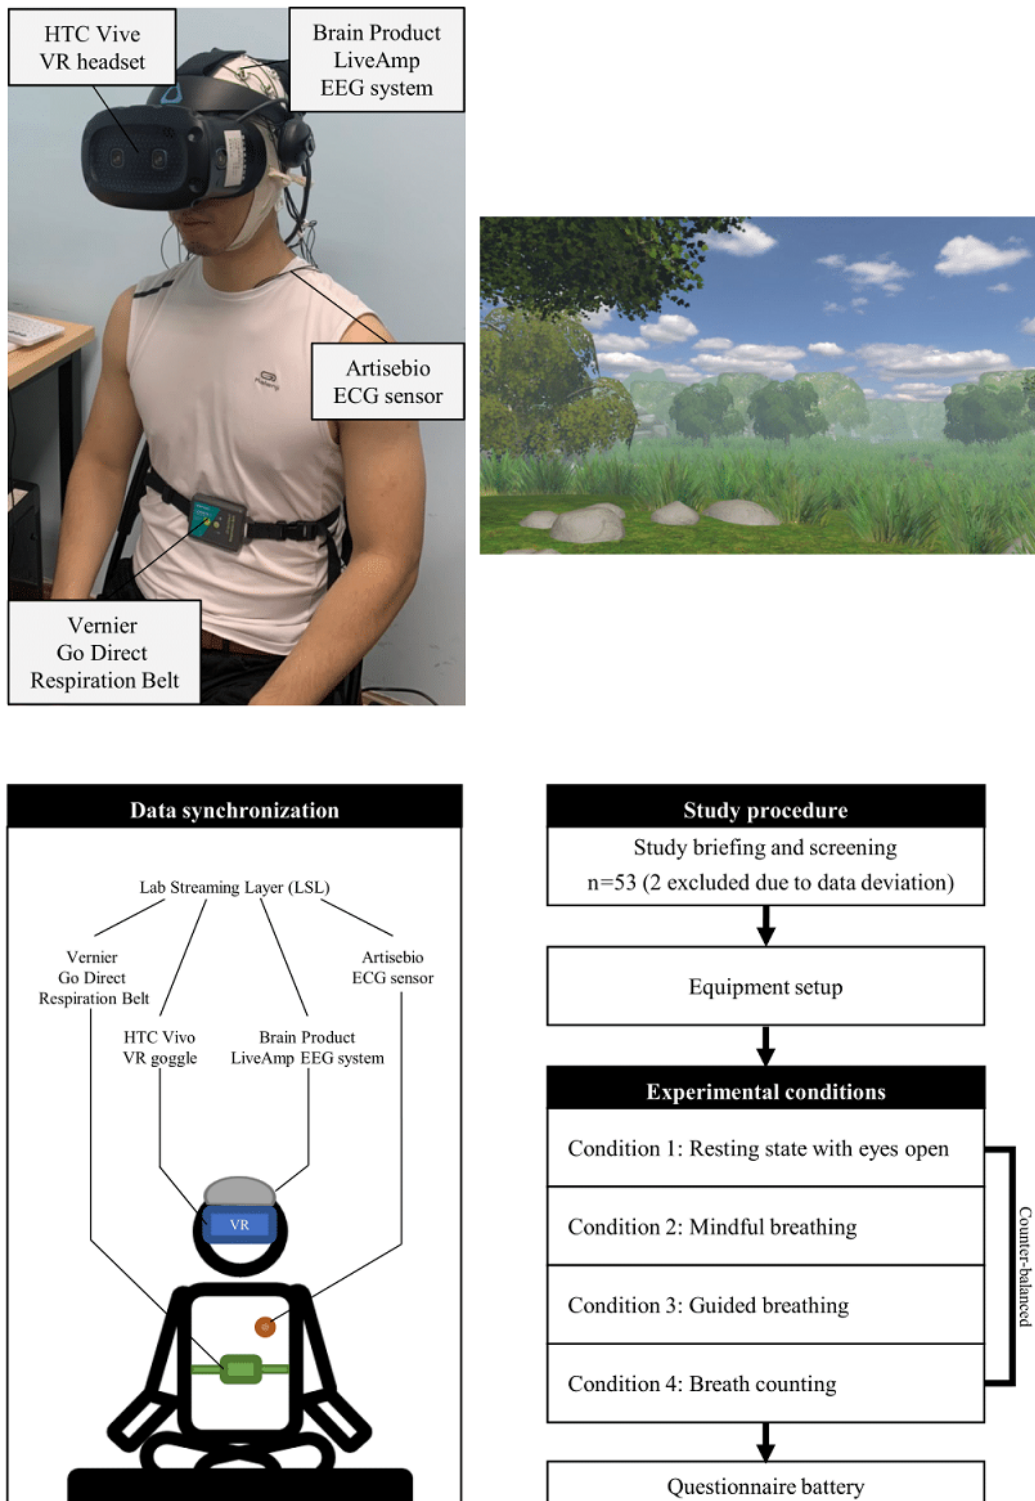 HTC Vive
VR headset
Brain Product
LiveAmp
EEG system
Artisebio
ECG sensor
Vernier
Go Direct
Respiration Belt
Data synchronization
Lab Streaming Layer (LSL)
Vernier
Go Direct
Respiration Belt
Artisebio
ECG sensor
HTC Vivo
VR goggle
Brain Product
LiveAmp EEG system
VR
Study procedure
Study briefing and screening
n=53 (2 excluded due to data deviation)
Equipment setup
Experimental conditions
Condition 1: Resting state with eyes open
Condition 2: Mindful breathing
Condition 3: Guided breathing
Condition 4: Breath counting
Counter-balanced
Questionnaire battery